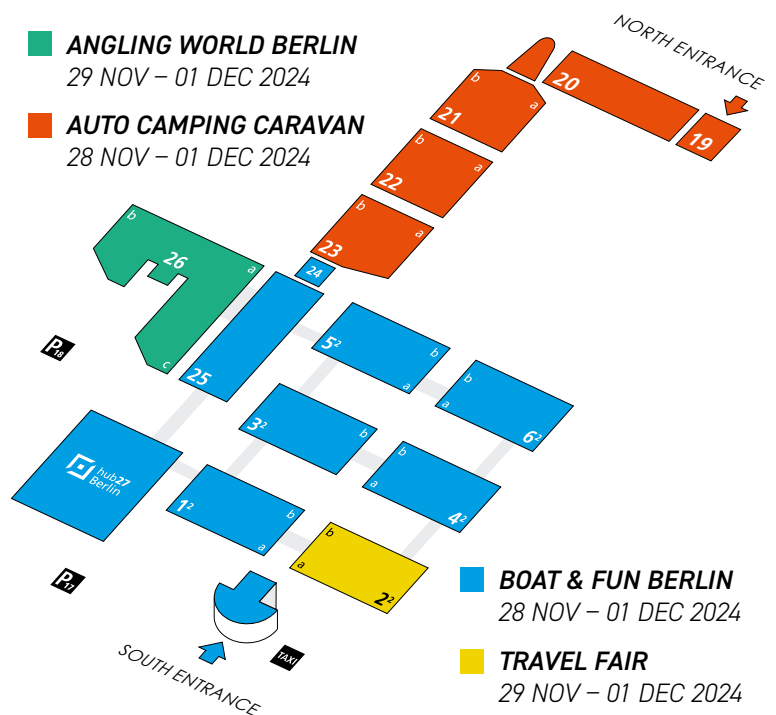 ANGLING WORLD BERLIN
29 NOV – 01 DEC 2024
AUTO CAMPING CARAVAN
28 NOV – 01 DEC 2024
NORTH ENTRANCE
20
19
b
a
21
b
a
22
b
a
23
24
b
26
a
c
25
P18
5²
b
a
b
a
6²
3²
b
b
a
4²
hub27
Berlin
1²
b
a
b
a
2²
P17
TAXI
SOUTH ENTRANCE
BOAT & FUN BERLIN
28 NOV – 01 DEC 2024
TRAVEL FAIR
29 NOV – 01 DEC 2024